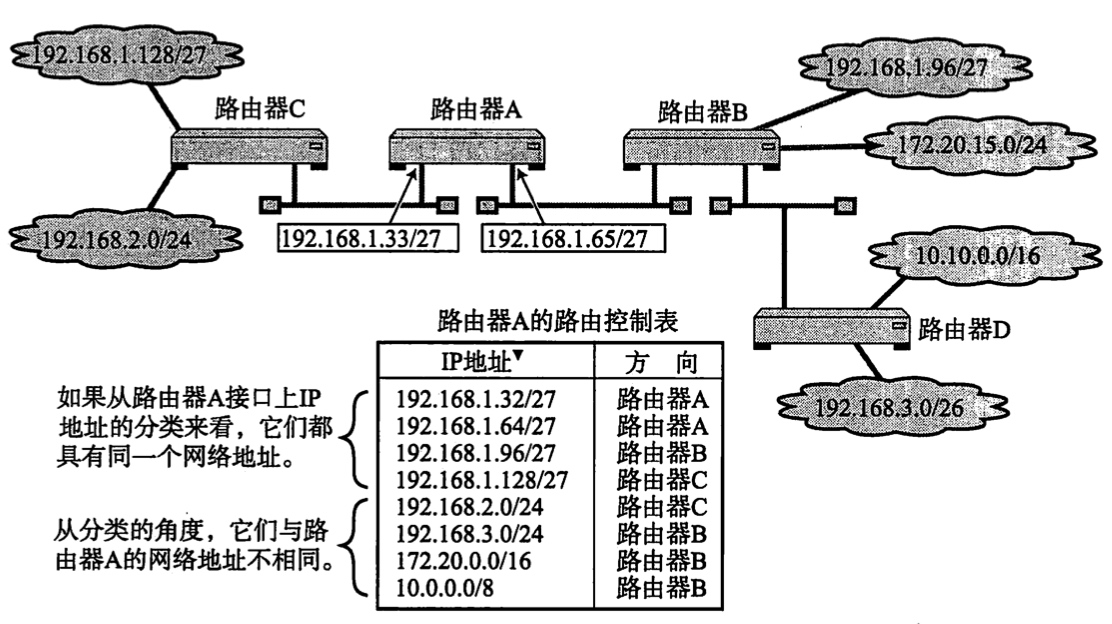 192.168.1.128/27
192.168.1.96/27
路由器C
路由器A
路由器B
172.20.15.0/24
192.168.2.0/24
192.168.1.33/27
192.168.1.65/27
10.10.0.0/16
路由器D
192.168.3.0/26
路由器A的路由控制表
IP地址▼ 方 向
192.168.1.32/27 路由器A
192.168.1.64/27 路由器A
192.168.1.96/27 路由器B
192.168.1.128/27 路由器C
192.168.2.0/24 路由器C
192.168.3.0/24 路由器B
172.20.0.0/16 路由器B
10.0.0.0/8 路由器B
如果从路由器A接口上IP
地址的分类来看，它们都
具有同一个网络地址。
从分类的角度，它们与路
由器A的网络地址不相同。